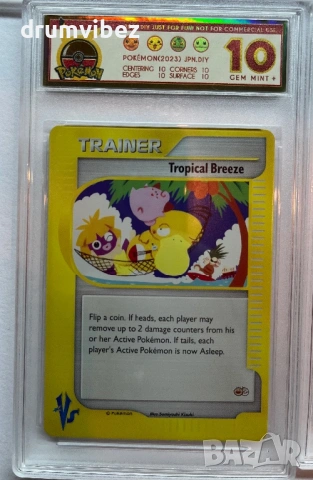 drumvibez
DIY JUST FOR FUN! NOT FOR COMMERCIAL USE.
POKÉMON
POKÉMON(2023) JPN.DIY
CENTERING 10 CORNERS 10
EDGES 10 SURFACE 10
10
GEM MINT +
TRAINER
Tropical Breeze
Flip a coin. If heads, each player may
remove up to 2 damage counters from his
or her Active Pokémon. If tails, each
player's Active Pokémon is now Asleep.
VS
© POKÉMON
bazar